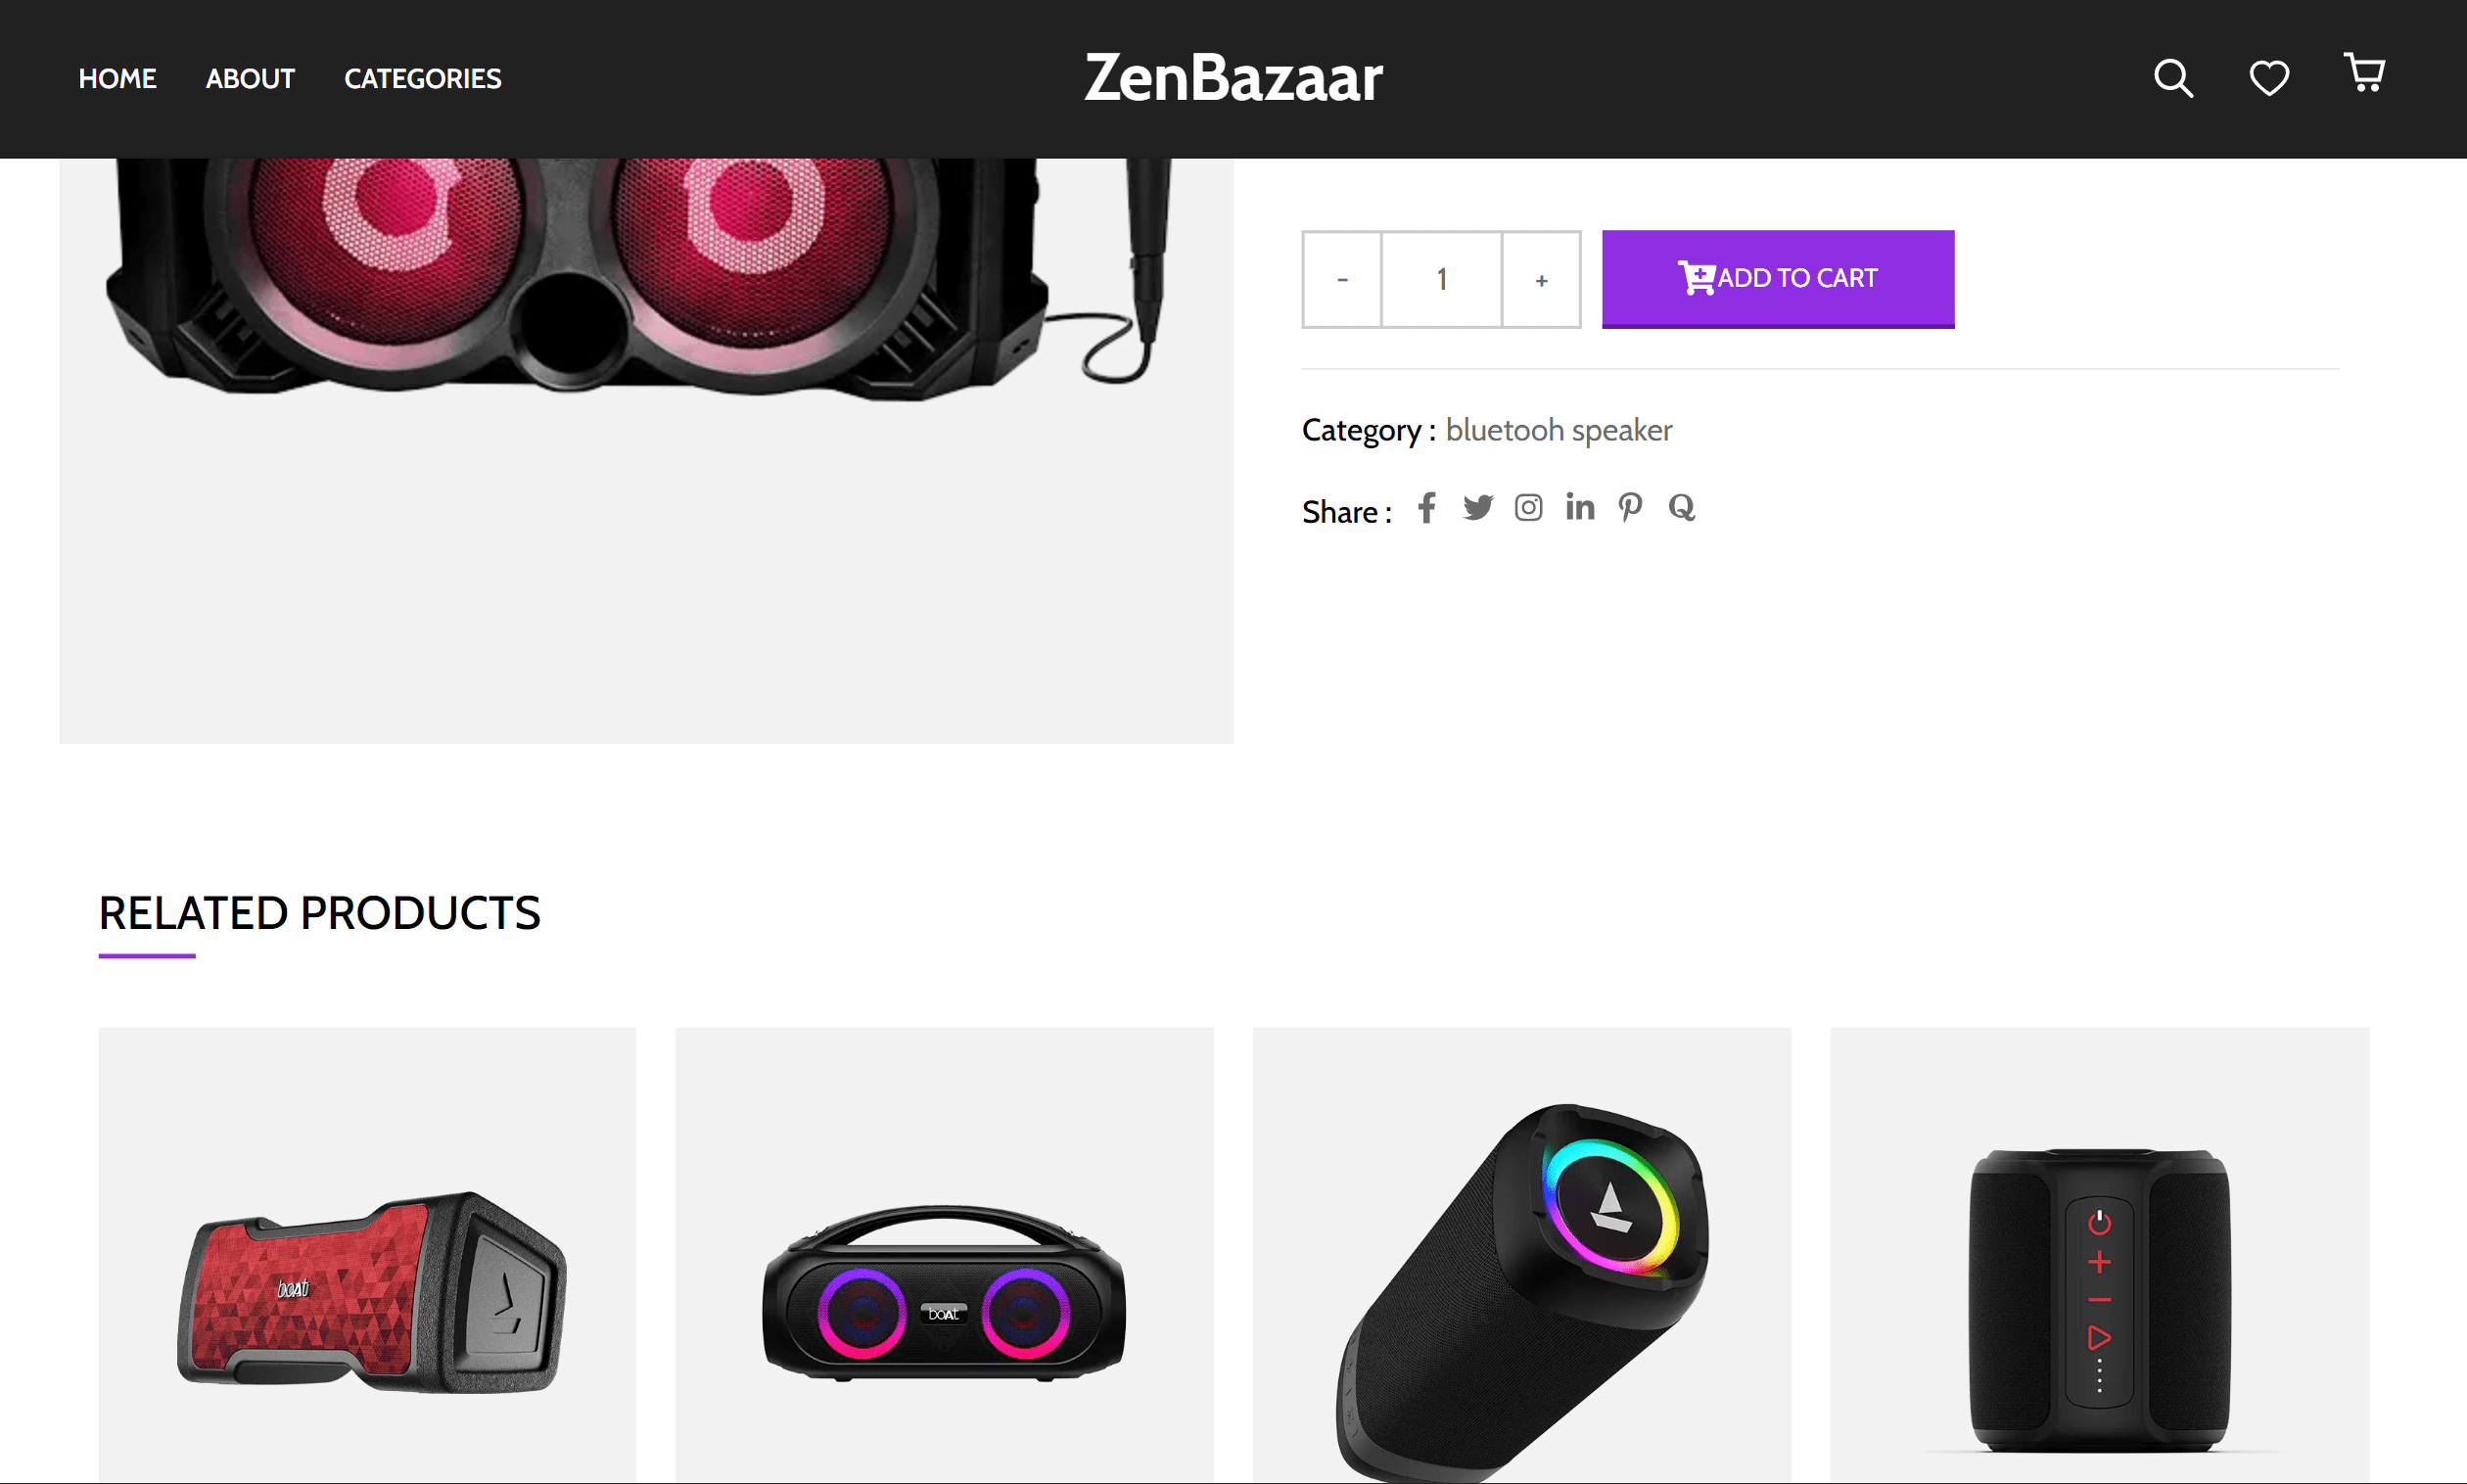 HOME ABOUT CATEGORIES ZenBazaar
- 1 + ADD TO CART
Category : bluetooh speaker
Share :
RELATED PRODUCTS
boAt
boAt